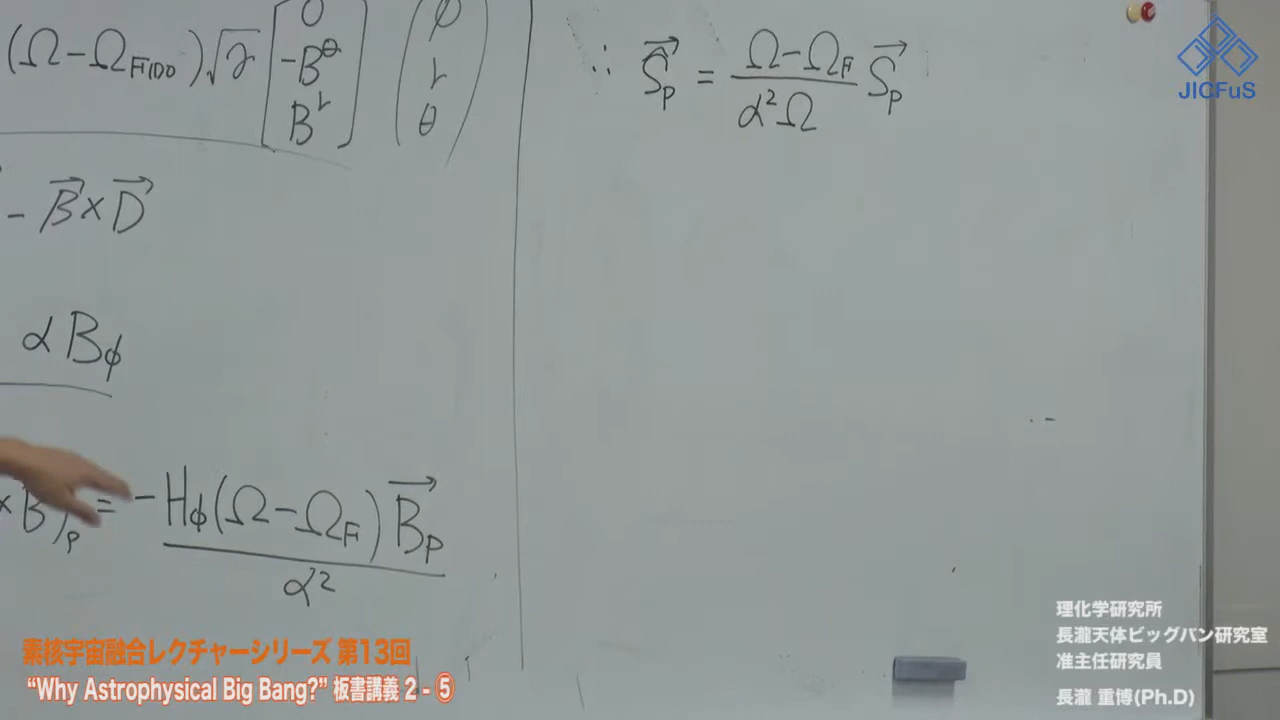 (Ω-Ω_FIDO)√γ [0 -B^θ B^r] (φ r θ)
- B⃗×D⃗
αB_φ
×B)_p = -H_φ(Ω-Ω_F)B⃗_p / α²
∴ Ŝ⃗_p = (Ω-Ω_F)/(α²Ω) S⃗_p
JICFuS
素核宇宙融合レクチャーシリーズ 第13回
“Why Astrophysical Big Bang?” 板書講義 2 - ⑤
理化学研究所
長瀧天体ビッグバン研究室
准主任研究員
長瀧 重博(Ph.D)